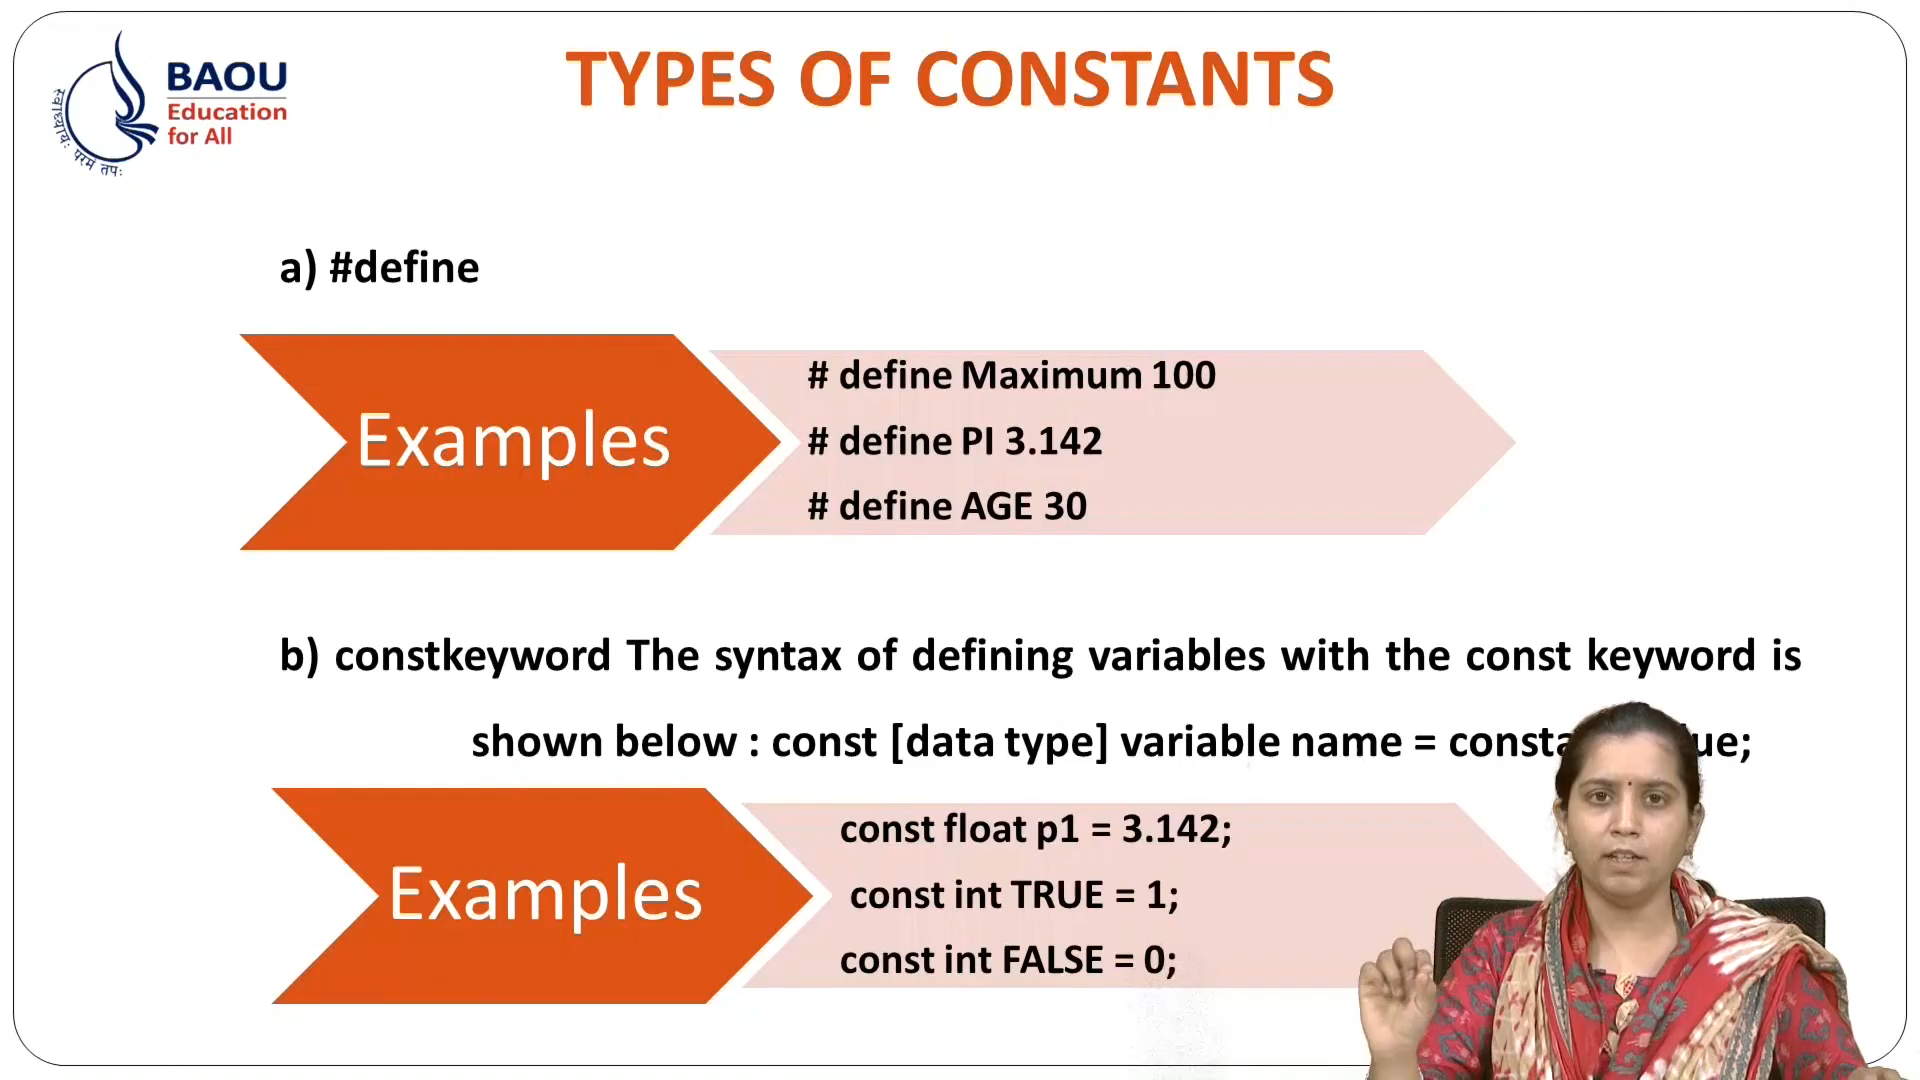 BAOU
Education
for All
स्वाध्यायः परमं तपः
TYPES OF CONSTANTS
a) #define
Examples
# define Maximum 100
# define PI 3.142
# define AGE 30
b) constkeyword The syntax of defining variables with the const keyword is
shown below : const [data type] variable name =
Examples
const float p1 = 3.142;
const int TRUE = 1;
const int FALSE = 0;